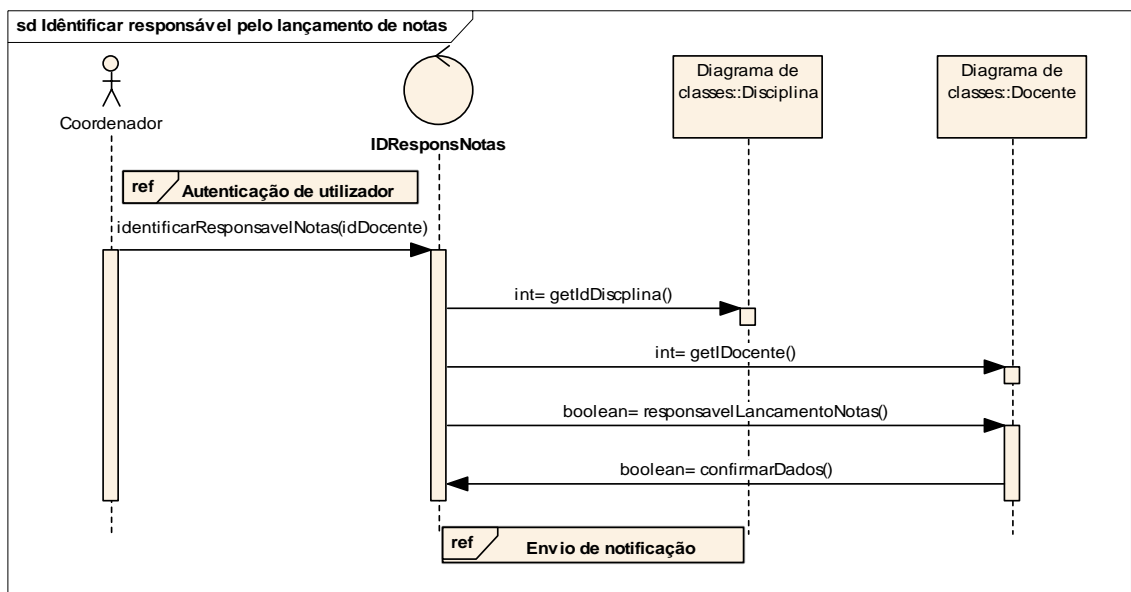 sd Idêntificar responsável pelo lançamento de notas
Coordenador
IDResponsNotas
Diagrama de
classes::Disciplina
Diagrama de
classes::Docente
ref
Autenticação de utilizador
identificarResponsavelNotas(idDocente)
int= getIdDiscplina()
int= getIDocente()
boolean= responsavelLancamentoNotas()
boolean= confirmarDados()
ref
Envio de notificação